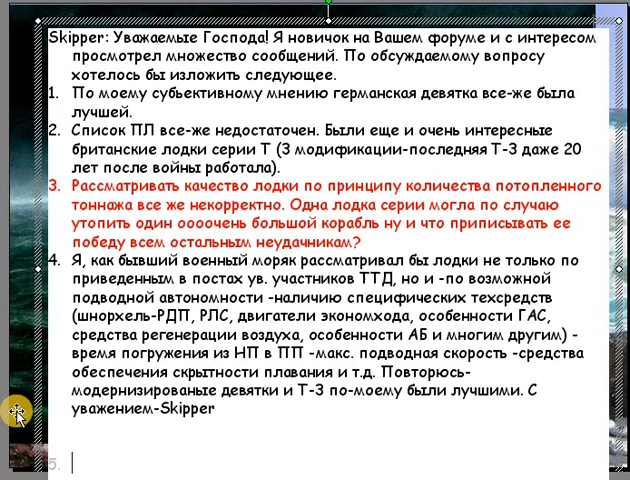 Skipper: Уважаемые Господа! Я новичок на Вашем форуме и с интересом
просмотрел множество сообщений. По обсуждаемому вопросу
хотелось бы изложить следующее.
1. По моему субьективному мнению германская девятка все-же была
лучшей.
2. Список ПЛ все-же недостаточен. Были еще и очень интересные
британские лодки серии Т (3 модификации-последняя Т-3 даже 20
лет после войны работала).
3. Рассматривать качество лодки по принципу количества потопленного
тоннажа все же некорректно. Одна лодка серии могла по случаю
утопить один оооочень большой корабль ну и что приписывать ее
победу всем остальным неудачникам?
4. Я, как бывший военный моряк рассматривал бы лодки не только по
приведенным в постах ув. участников ТТД, но и -по возможной
подводной автономности -наличию специфических техсредств
(шнорхель-РДП, РЛС, двигатели экономхода, особенности ГАС,
средства регенерации воздуха, особенности АБ и многим другим) -
время погружения из НП в ПП -макс. подводная скорость -средства
обеспечения скрытности плавания и т.д. Повторюсь-
модернизированые девятки и Т-3 по-моему были лучшими. С
уважением-Skipper
5.